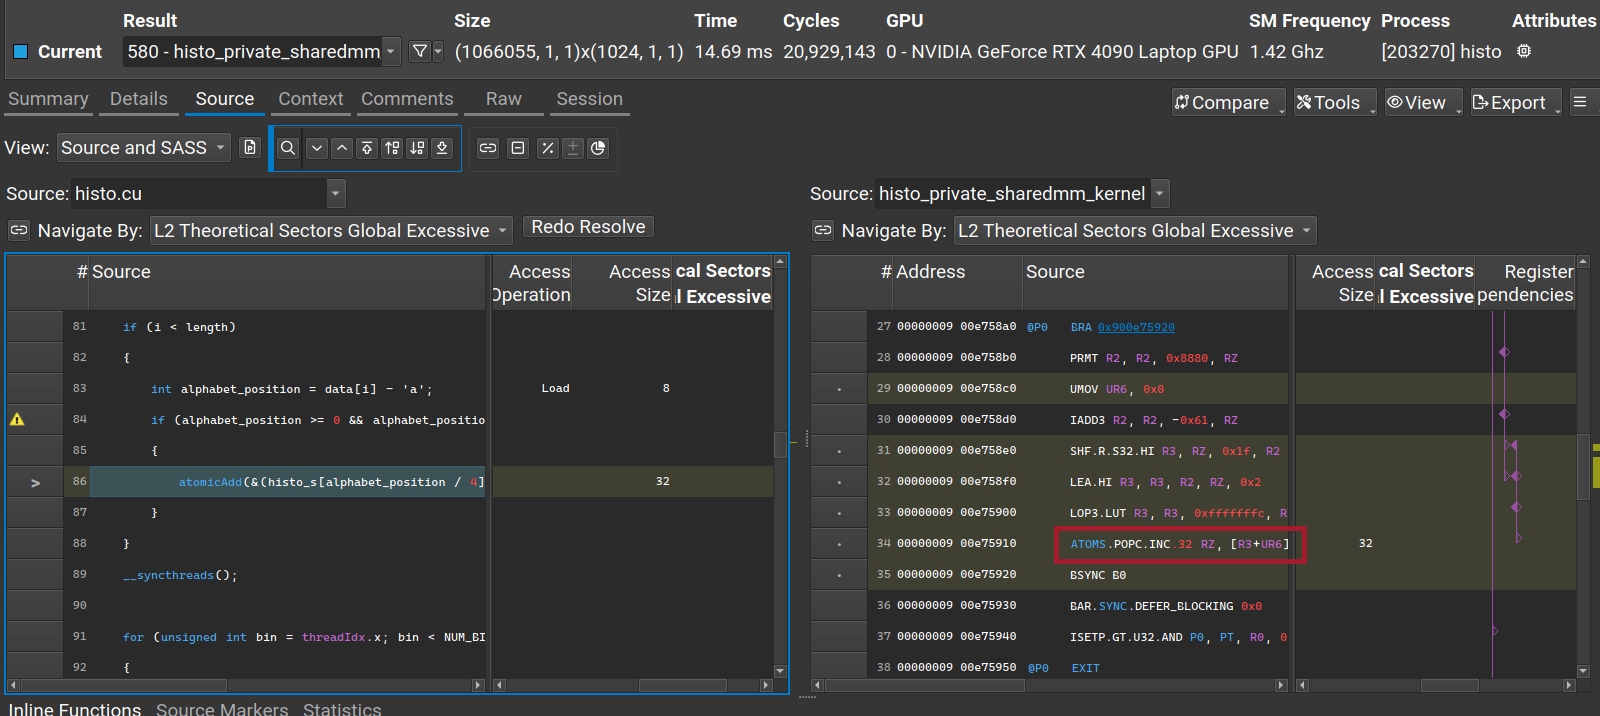 Result Size Time Cycles GPU SM Frequency Process Attributes
Current 580 - histo_private_sharedmm (1066055, 1, 1)x(1024, 1, 1) 14.69 ms 20,929,143 0 - NVIDIA GeForce RTX 4090 Laptop GPU 1.42 Ghz [203270] histo
Summary Details Source Context Comments Raw Session Compare Tools View Export
View: Source and SASS
Source: histo.cu
Navigate By: L2 Theoretical Sectors Global Excessive Redo Resolve
# Source Access Operation Access Size cal Sectors l Excessive
81 if (i < length)
82 {
83 int alphabet_position = data[i] - 'a'; Load 8
84 if (alphabet_position >= 0 && alphabet_positio
85 {
> 86 atomicAdd(&(histo_s[alphabet_position / 4] 32
87 }
88 }
89 __syncthreads();
90
91 for (unsigned int bin = threadIdx.x; bin < NUM_BI
92 {
Source: histo_private_sharedmm_kernel
Navigate By: L2 Theoretical Sectors Global Excessive
# Address Source Access Size cal Sectors l Excessive Register pendencies
27 00000009 00e758a0 @P0 BRA 0x900e75920
28 00000009 00e758b0 PRMT R2, R2, 0x8880, RZ
29 00000009 00e758c0 UMOV UR6, 0x0
30 00000009 00e758d0 IADD3 R2, R2, -0x61, RZ
31 00000009 00e758e0 SHF.R.S32.HI R3, RZ, 0x1f, R2
32 00000009 00e758f0 LEA.HI R3, R3, R2, RZ, 0x2
33 00000009 00e75900 LOP3.LUT R3, R3, 0xfffffffc, R
34 00000009 00e75910 ATOMS.POPC.INC.32 RZ, [R3+UR6] 32
35 00000009 00e75920 BSYNC B0
36 00000009 00e75930 BAR.SYNC.DEFER_BLOCKING 0x0
37 00000009 00e75940 ISETP.GT.U32.AND P0, PT, R0, 0
38 00000009 00e75950 @P0 EXIT
Inline Functions Source Markers Statistics